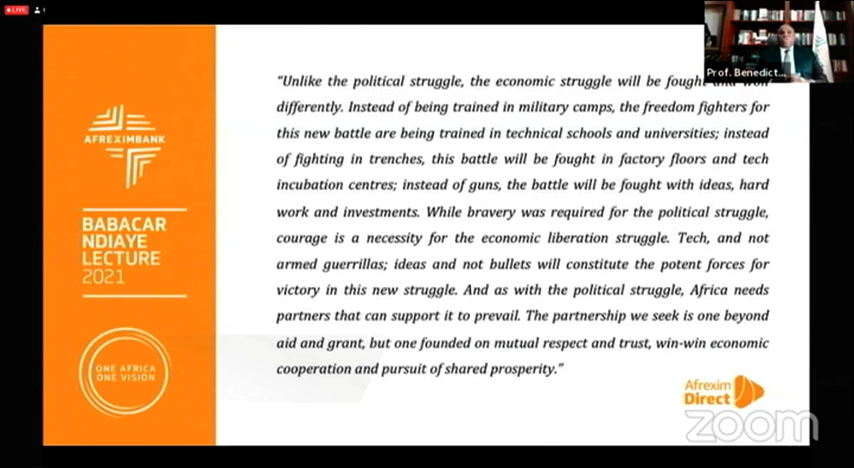 LIVE
1
Prof. Benedict...
AFREXIMBANK
BABACAR
NDIAYE
LECTURE
2021
ONE AFRICA
ONE VISION
"Unlike the political struggle, the economic struggle will be fought and won
differently. Instead of being trained in military camps, the freedom fighters for
this new battle are being trained in technical schools and universities; instead
of fighting in trenches, this battle will be fought in factory floors and tech
incubation centres; instead of guns, the battle will be fought with ideas, hard
work and investments. While bravery was required for the political struggle,
courage is a necessity for the economic liberation struggle. Tech, and not
armed guerrillas; ideas and not bullets will constitute the potent forces for
victory in this new struggle. And as with the political struggle, Africa needs
partners that can support it to prevail. The partnership we seek is one beyond
aid and grant, but one founded on mutual respect and trust, win-win economic
cooperation and pursuit of shared prosperity."
Afrexim
Direct
zoom